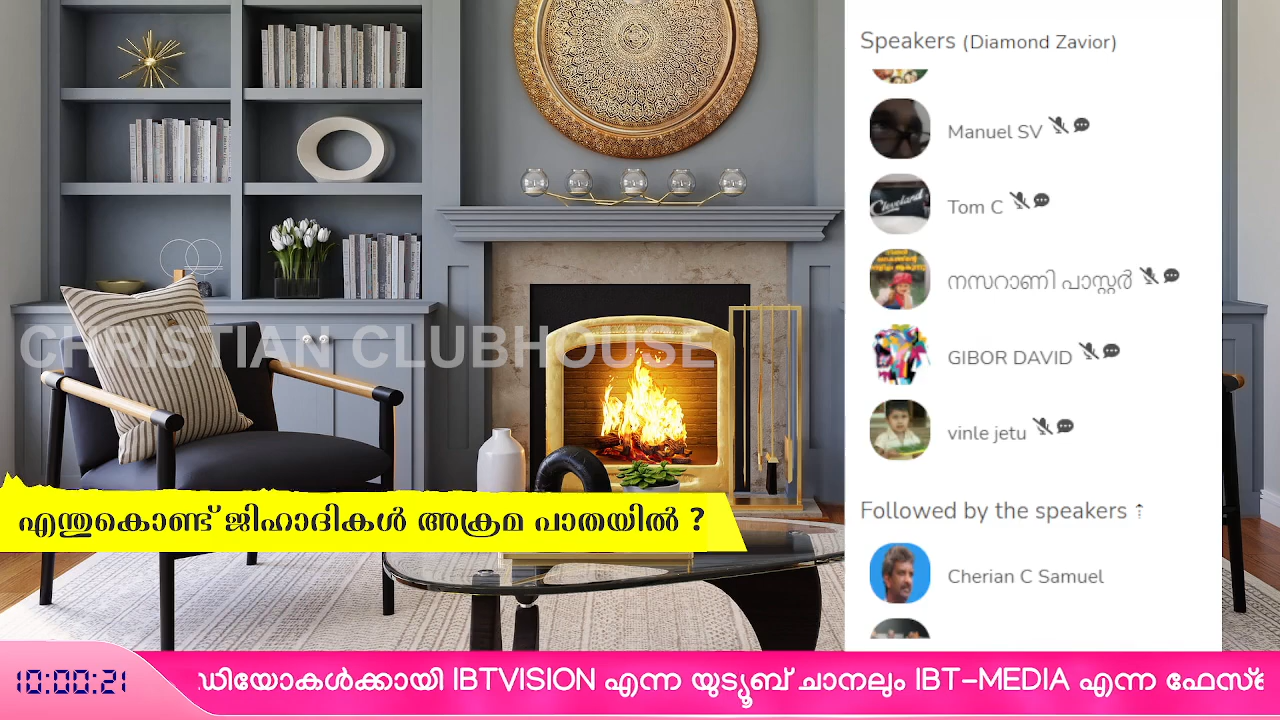 Speakers (Diamond Zavior)
Manuel SV
Cleveland
Tom C
നസറാണി പാസ്റ്റർ
CHRISTIAN CLUBHOUSE
GIBOR DAVID
vinle jetu
എന്തുകൊണ്ട് ജിഹാദികൾ അക്രമ പാതയിൽ ?
Followed by the speakers
Cherian C Samuel
10:00:21
ഡിയോകൾക്കായി IBTVISION എന്ന യുട്യൂബ് ചാനലും IBT-MEDIA എന്ന ഫേസ്